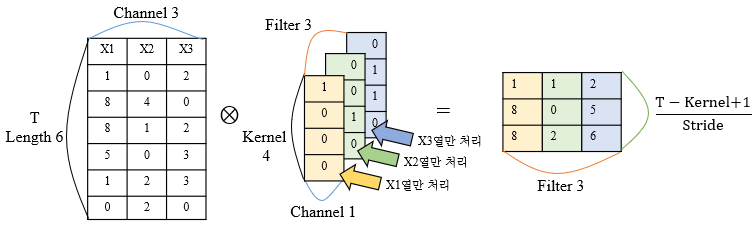 Channel 3
X1 X2 X3
1 0 2
8 4 0
8 1 2
5 0 3
1 2 3
0 2 0
T
Length 6
⊗
Filter 3
0
1
1
0
0
0
1
0
1
0
0
0
Kernel
4
X3열만 처리
X2열만 처리
X1열만 처리
Channel 1
=
1 1 2
8 0 5
8 2 6
Filter 3
T − Kernel+1
Stride